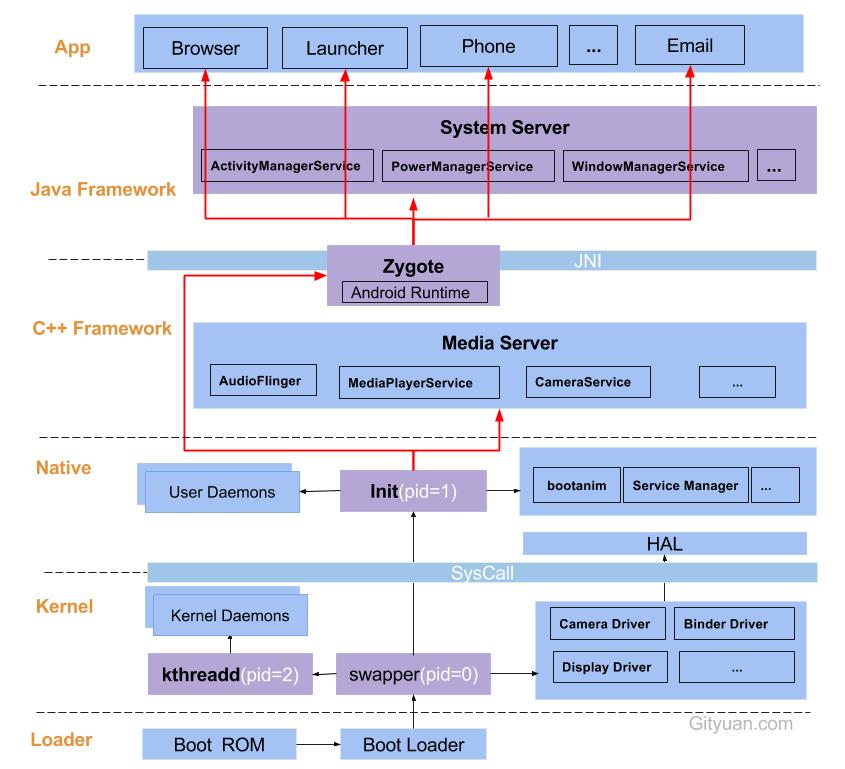 App
Browser
Launcher
Phone
...
Email
System Server
ActivityManagerService
PowerManagerService
WindowManagerService
...
Java Framework
JNI
Zygote
Android Runtime
C++ Framework
Media Server
AudioFlinger
MediaPlayerService
CameraService
...
Native
User Daemons
Init(pid=1)
bootanim
Service Manager
...
HAL
SysCall
Kernel
Kernel Daemons
Camera Driver
Binder Driver
kthreadd(pid=2)
swapper(pid=0)
Display Driver
...
Gityuan.com
Loader
Boot ROM
Boot Loader